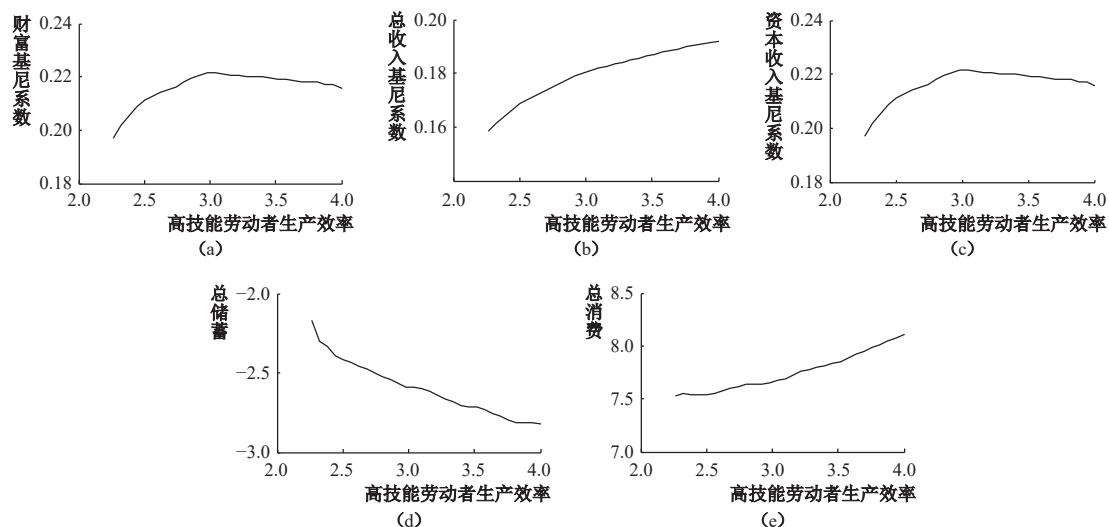 财富基尼系数
0.24
0.22
0.20
0.18
2.0 2.5 3.0 3.5 4.0
高技能劳动者生产效率
(a)
总收入基尼系数
0.20
0.18
0.16
2.0 2.5 3.0 3.5 4.0
高技能劳动者生产效率
(b)
资本收入基尼系数
0.24
0.22
0.20
0.18
2.0 2.5 3.0 3.5 4.0
高技能劳动者生产效率
(c)
总储蓄
−2.0
−2.5
−3.0
2.0 2.5 3.0 3.5 4.0
高技能劳动者生产效率
(d)
总消费
8.5
8.0
7.5
7.0
2.0 2.5 3.0 3.5 4.0
高技能劳动者生产效率
(e)